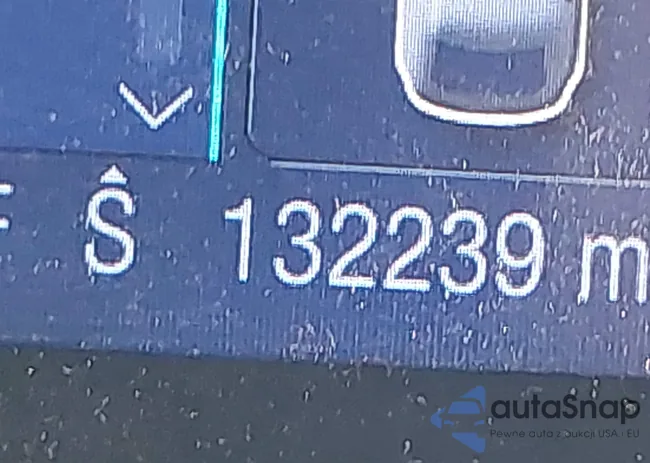 F Ŝ 132239 m
autaSnap
Pewne auta z aukcji USA i EU